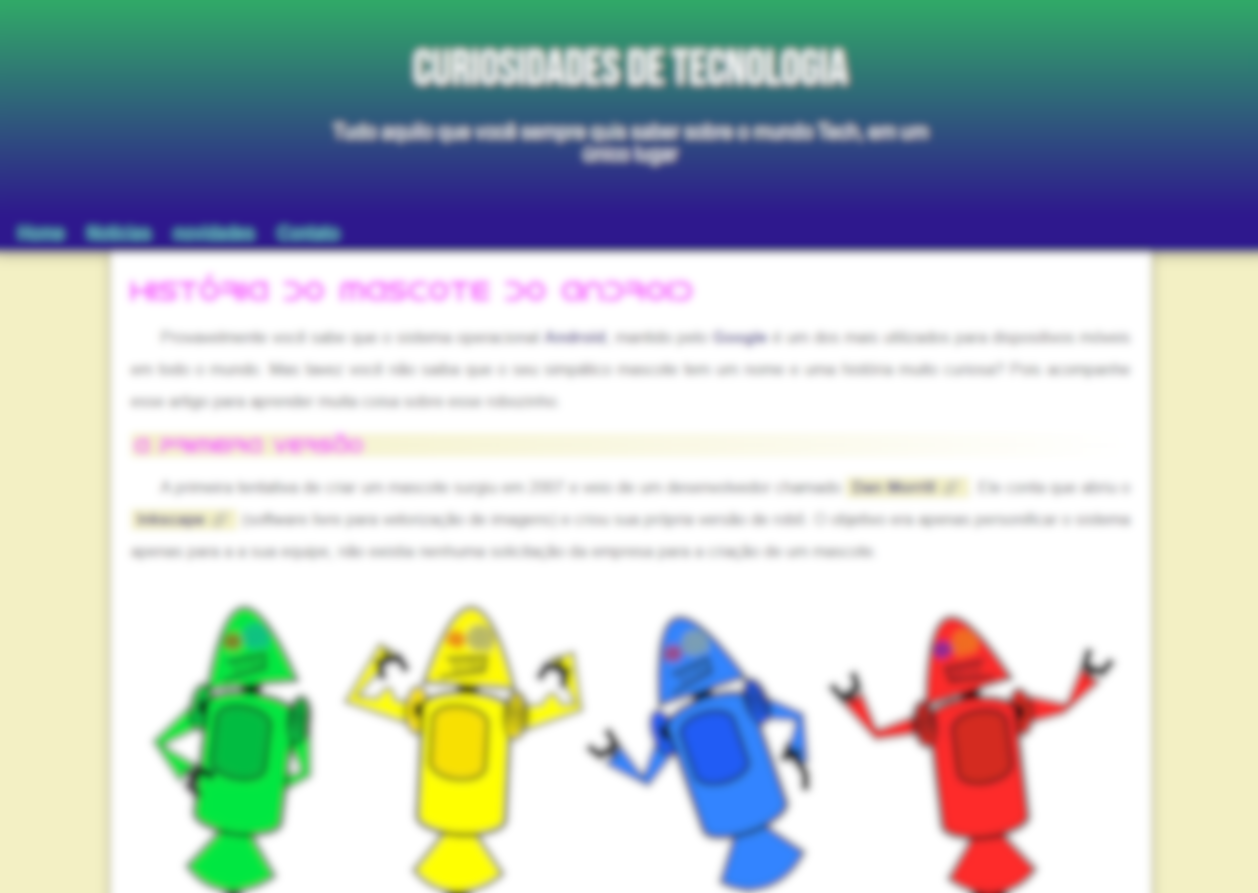 CURIOSIDADES DE TECNOLOGIA
Tudo aquilo que você sempre quis saber sobre o mundo Tech, em um
único lugar
Home Notícias novidades Contato
História do Mascote do Android
Provavelmente você sabe que o sistema operacional Android, mantido pelo Google é um dos mais utilizados para dispositivos móveis
em todo o mundo. Mas talvez você não saiba que o seu simpático mascote tem um nome e uma história muito curiosa? Pois acompanhe
esse artigo para aprender muita coisa sobre esse robozinho.
A primeira versão
A primeira tentativa de criar um mascote surgiu em 2007 e veio de um desenvolvedor chamado Dan Morrill. Ele conta que abriu o
Inkscape (software livre para vetorização de imagens) e criou sua própria versão de robô. O objetivo era apenas personificar o sistema
apenas para a a sua equipe, não existia nenhuma solicitação da empresa para a criação de um mascote.